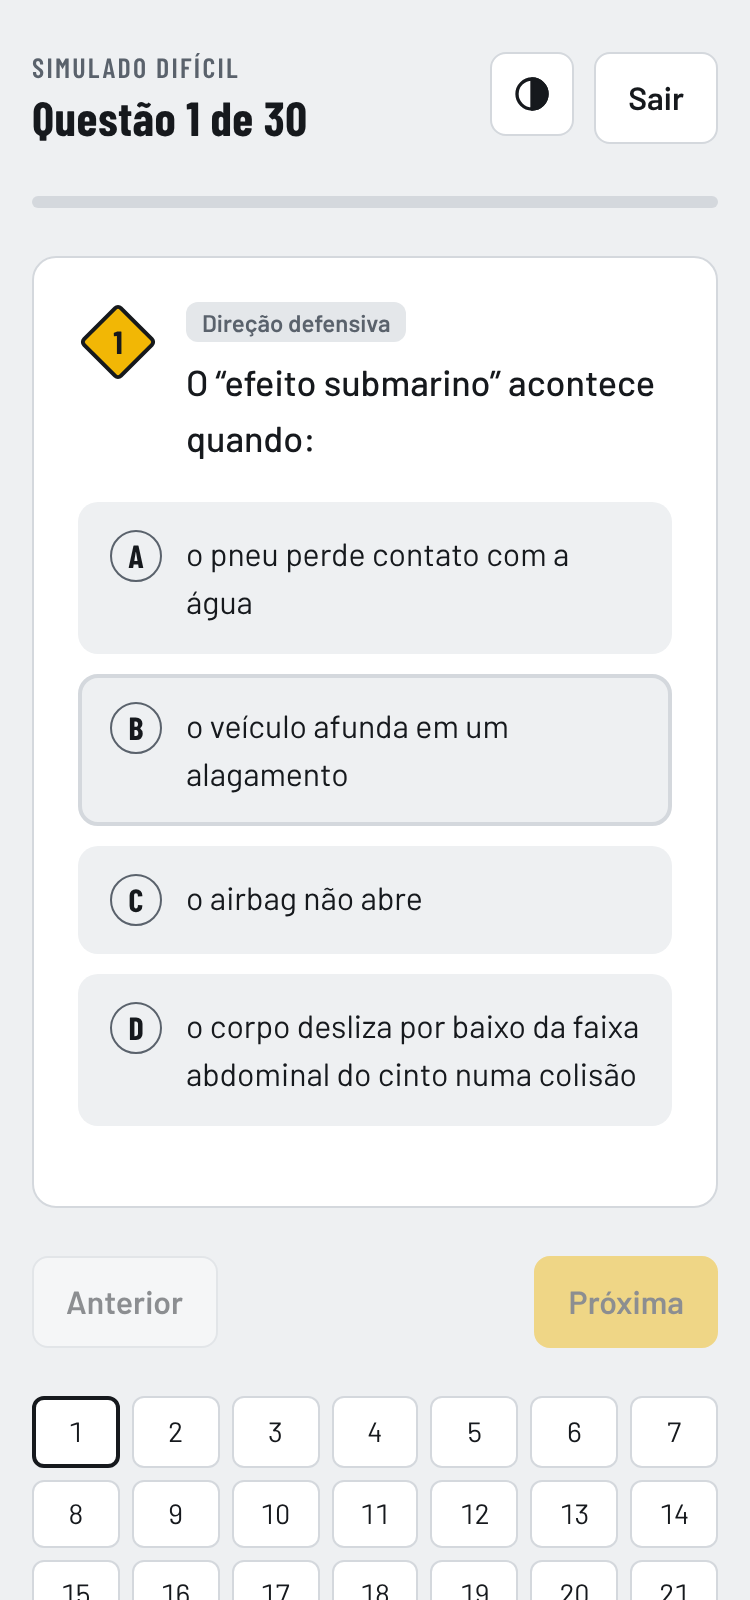 SIMULADO DIFÍCIL
Questão 1 de 30
Sair
1
Direção defensiva
O “efeito submarino” acontece
quando:
A
o pneu perde contato com a
água
B
o veículo afunda em um
alagamento
C
o airbag não abre
D
o corpo desliza por baixo da faixa
abdominal do cinto numa colisão
Anterior
Próxima
1 2 3 4 5 6 7
8 9 10 11 12 13 14
15 16 17 18 19 20 21